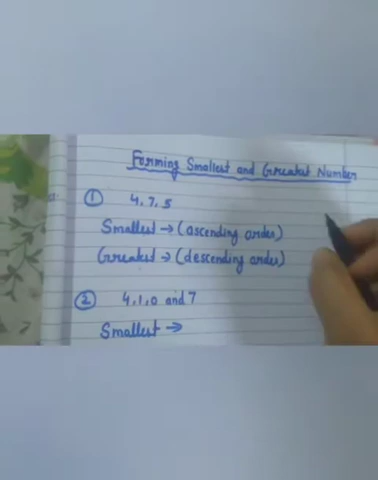 Forming Smallest and Greatest Number
① 4, 7, 5
Smallest → (ascending order)
Greatest → (descending order)
② 4, 1, 0 and 7
Smallest →